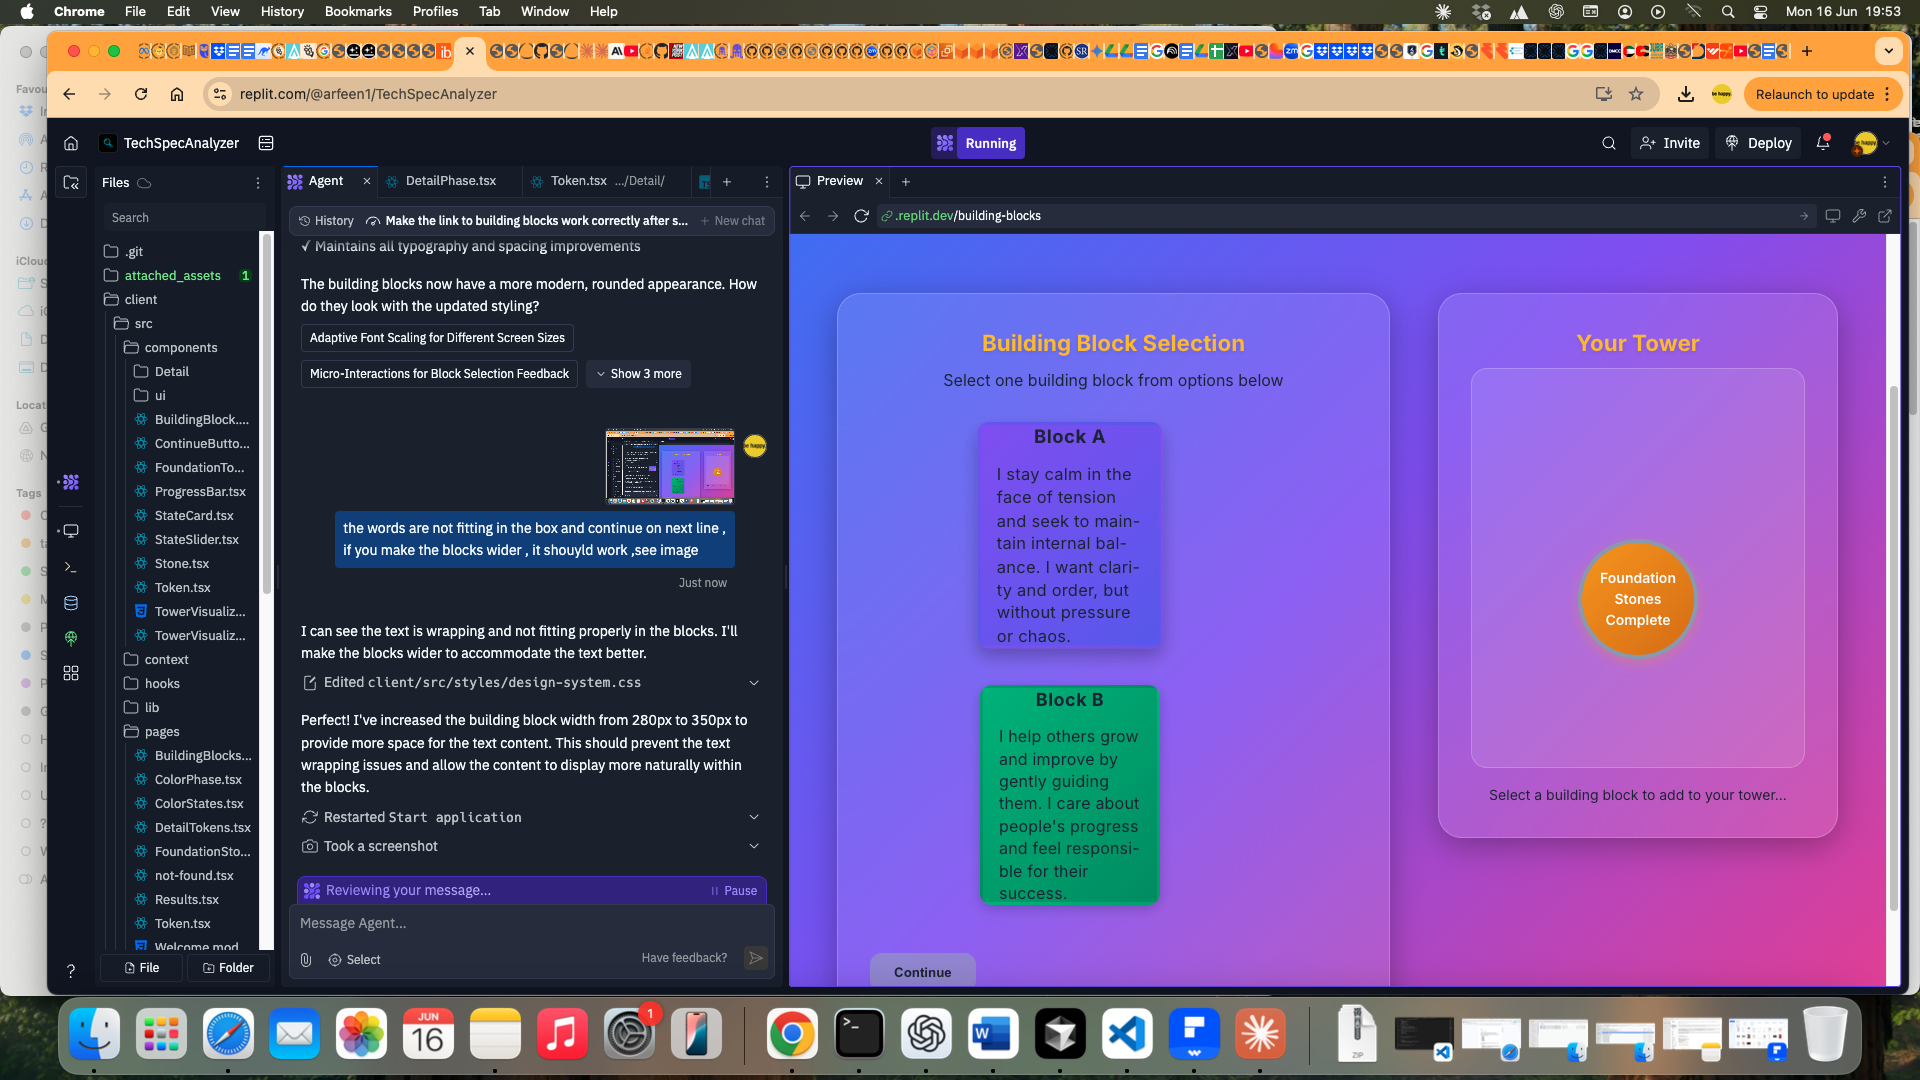 Chrome File Edit View History Bookmarks Profiles Tab Window Help
Mon 16 Jun 19:53
replit.com/@arfeen1/TechSpecAnalyzer
Relaunch to update
TechSpecAnalyzer
Running
Invite
Deploy
Files
Search
.git
attached_assets 1
client
src
components
Detail
ui
BuildingBlock....
ContinueButto...
FoundationTo...
ProgressBar.tsx
StateCard.tsx
StateSlider.tsx
Stone.tsx
Token.tsx
TowerVisualiz...
TowerVisualiz...
context
hooks
lib
pages
BuildingBlocks...
ColorPhase.tsx
ColorStates.tsx
DetailTokens.tsx
FoundationSto...
not-found.tsx
Results.tsx
Token.tsx
Welcome.mod
File Folder
Agent
DetailPhase.tsx
Token.tsx .../Detail/
History
Make the link to building blocks work correctly after s...
New chat
✓ Maintains all typography and spacing improvements
The building blocks now have a more modern, rounded appearance. How
do they look with the updated styling?
Adaptive Font Scaling for Different Screen Sizes
Micro-Interactions for Block Selection Feedback
Show 3 more
be happy.
the words are not fitting in the box and continue on next line ,
if you make the blocks wider , it shouyld work ,see image
Just now
I can see the text is wrapping and not fitting properly in the blocks. I'll
make the blocks wider to accommodate the text better.
Edited client/src/styles/design-system.css
Perfect! I've increased the building block width from 280px to 350px to
provide more space for the text content. This should prevent the text
wrapping issues and allow the content to display more naturally within
the blocks.
Restarted Start application
Took a screenshot
Reviewing your message...
Pause
Message Agent...
Select
Have feedback?
Preview
.replit.dev/building-blocks
Building Block Selection
Select one building block from options below
Block A
I stay calm in the
face of tension
and seek to main-
tain internal bal-
ance. I want clari-
ty and order, but
without pressure
or chaos.
Block B
I help others grow
and improve by
gently guiding
them. I care about
people's progress
and feel responsi-
ble for their
success.
Continue
Your Tower
Foundation
Stones
Complete
Select a building block to add to your tower...
Favou
iCloud
Locati
Tags
JUN
16
1
ZIP